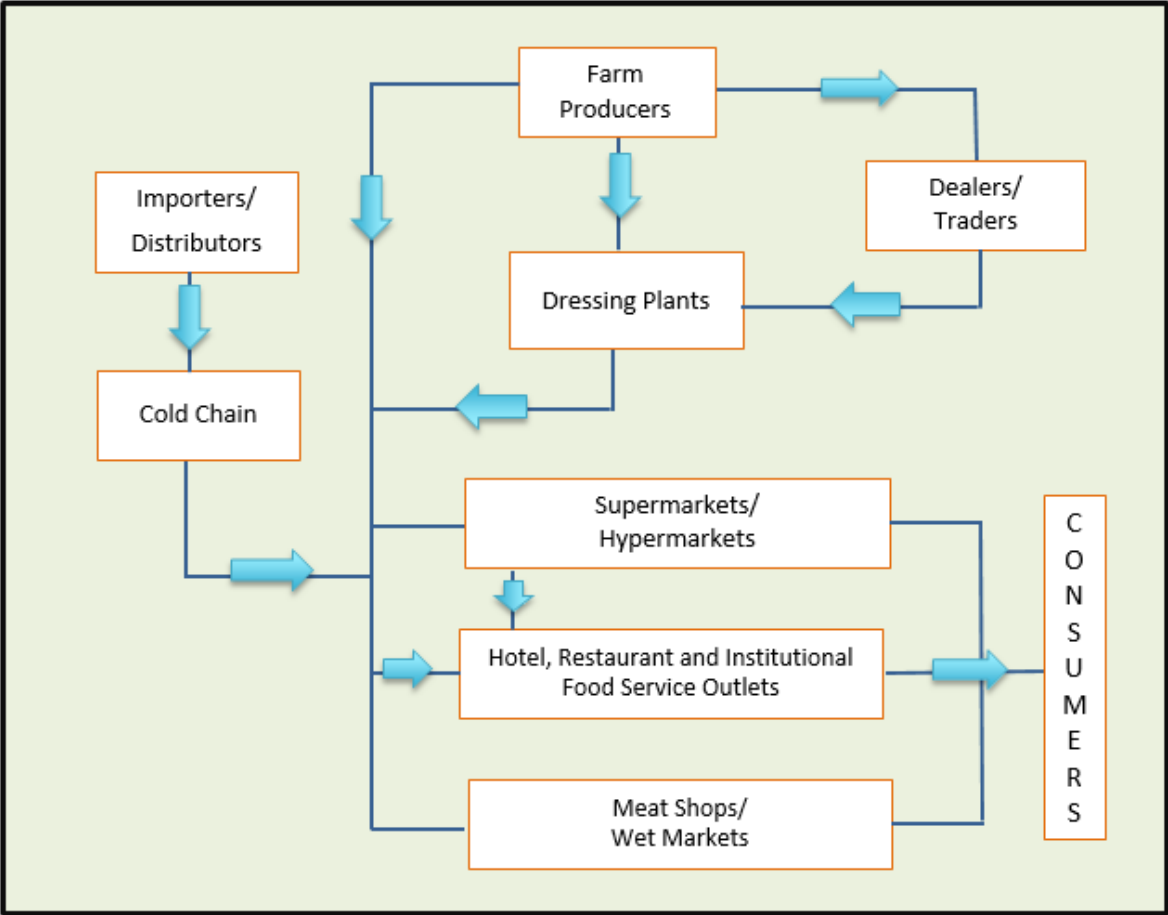 Farm
Producers
Importers/
Distributors
Dealers/
Traders
Dressing Plants
Cold Chain
Supermarkets/
Hypermarkets
Hotel, Restaurant and Institutional
Food Service Outlets
Meat Shops/
Wet Markets
C
O
N
S
U
M
E
R
S